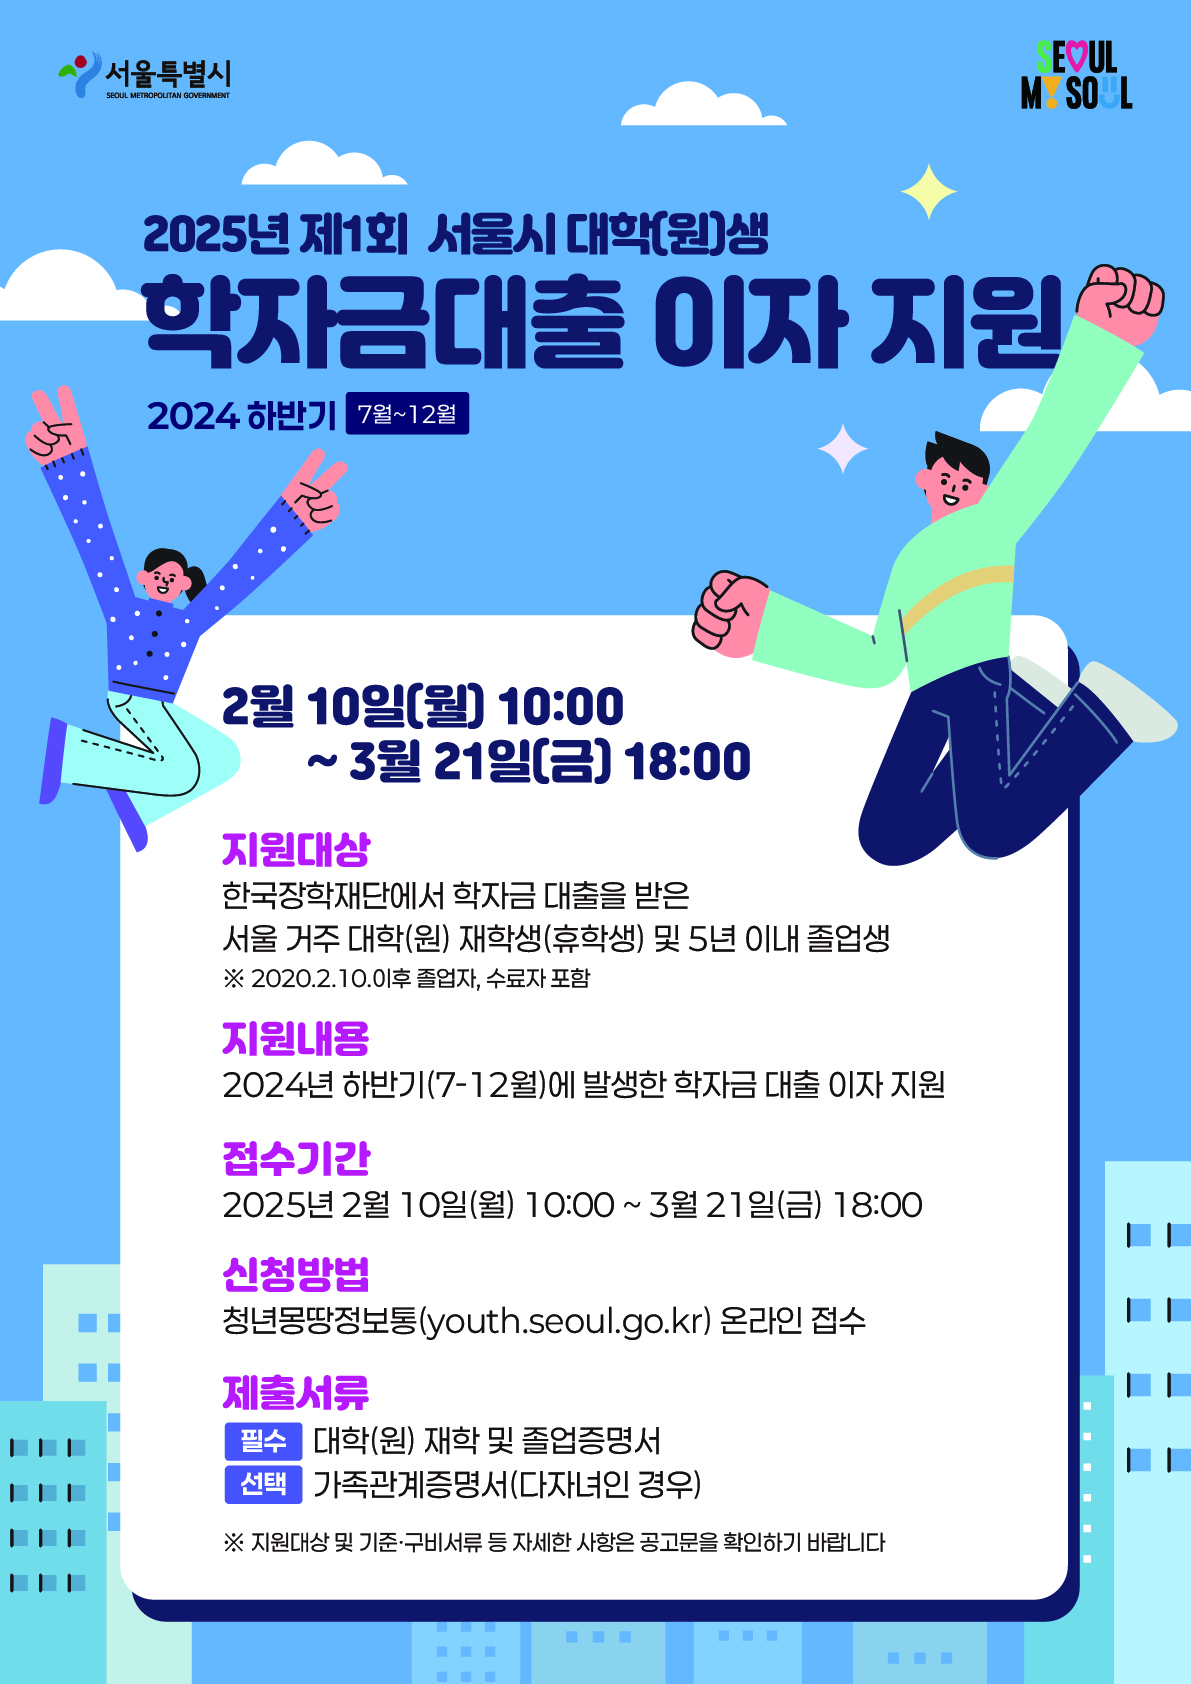 서울특별시
SEOUL METROPOLITAN GOVERNMENT
SEOUL
MY SOUL
2025년 제1회 서울시 대학(원)생
학자금대출 이자 지원
2024 하반기 7월~12월
2월 10일(월) 10:00
~ 3월 21일(금) 18:00
지원대상
한국장학재단에서 학자금 대출을 받은
서울 거주 대학(원) 재학생(휴학생) 및 5년 이내 졸업생
※ 2020.2.10.이후 졸업자, 수료자 포함
지원내용
2024년 하반기(7-12월)에 발생한 학자금 대출 이자 지원
접수기간
2025년 2월 10일(월) 10:00 ~ 3월 21일(금) 18:00
신청방법
청년몽땅정보통(youth.seoul.go.kr) 온라인 접수
제출서류
필수 대학(원) 재학 및 졸업증명서
선택 가족관계증명서(다자녀인 경우)
※ 지원대상 및 기준·구비서류 등 자세한 사항은 공고문을 확인하기 바랍니다